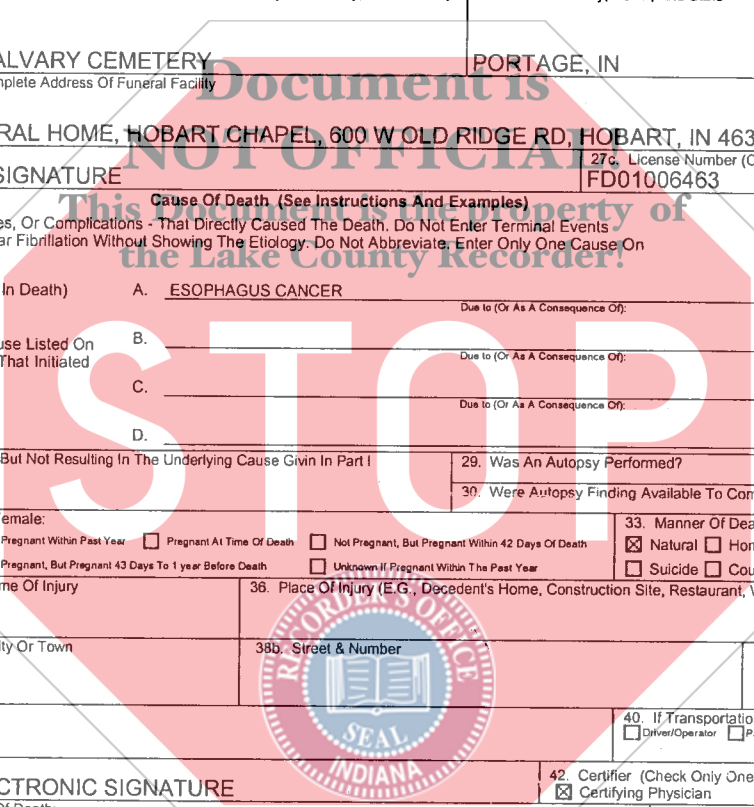 ALVARY CEMETERY
PORTAGE, IN
mplete Address Of Funeral Facility
Document is
RAL HOME, HOBART CHAPEL, 600 W OLD RIDGE RD, HOBART, IN 463
NOT OFFICIAL
27c. License Number (O
SIGNATURE
FD01006463
Cause Of Death (See Instructions And Examples)
This Document is the property of
es, Or Complications - That Directly Caused The Death. Do Not Enter Terminal Events
ar Fibrillation Without Showing The Etiology. Do Not Abbreviate, Enter Only One Cause On
the Lake County Recorder!
In Death)
A. ESOPHAGUS CANCER
Due to (Or As A Consequence Of):
STOP
use Listed On
That Initiated
B.
Due to (Or As A Consequence Of):
C.
Due to (Or As A Consequence Of):
D.
But Not Resulting In The Underlying Cause Givin In Part I
29. Was An Autopsy Performed?
30. Were Autopsy Finding Available To Com
emale:
33. Manner Of Dea
Pregnant Within Past Year
Pregnant At Time Of Death
Not Pregnant, But Pregnant Within 42 Days Of Death
Natural
Hom
Pregnant, But Pregnant 43 Days To 1 year Before Death
Unknown If Pregnant Within The Past Year
Suicide
Cou
me Of Injury
36. Place Of Injury (E.G., Decedent's Home, Construction Site, Restaurant, W
RECORDER'S OFFICE
ity Or Town
38b. Street & Number
SEAL
INDIANA
40. If Transportatio
Driver/Operator
P
CTRONIC SIGNATURE
42. Certifier (Check Only One
Certifying Physician
Of Death: